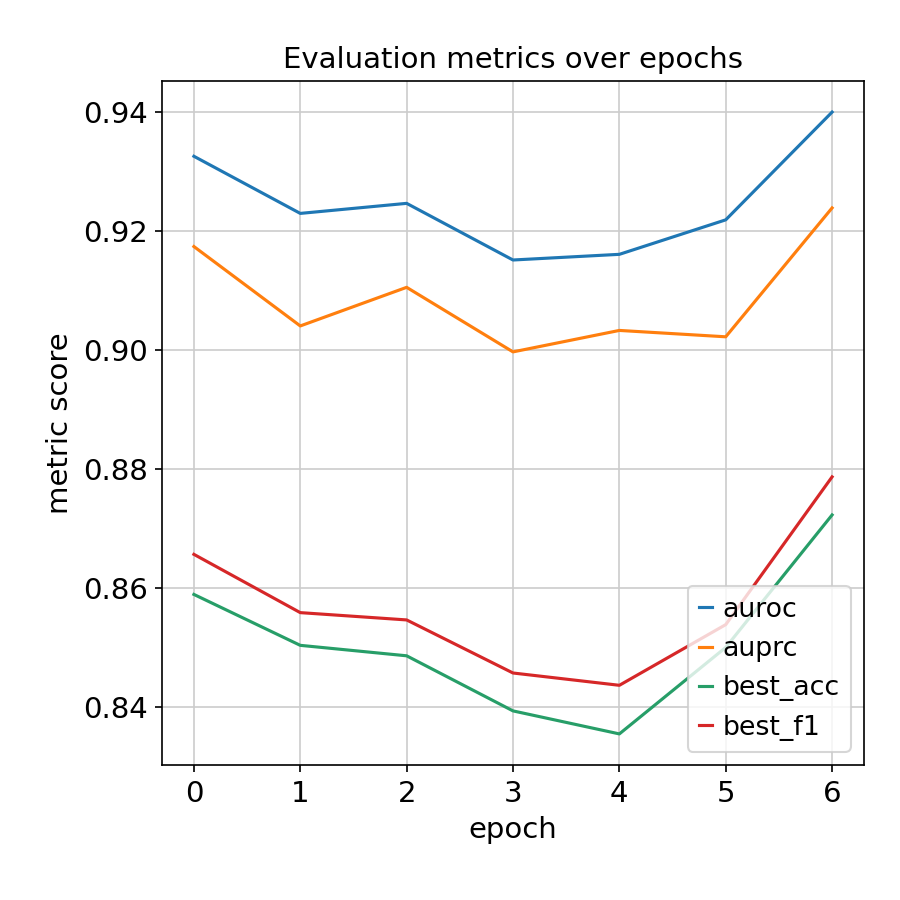 Evaluation metrics over epochs
metric score
0.94
0.92
0.90
0.88
0.86
0.84
auroc
auprc
best_acc
best_f1
0 1 2 3 4 5 6
epoch